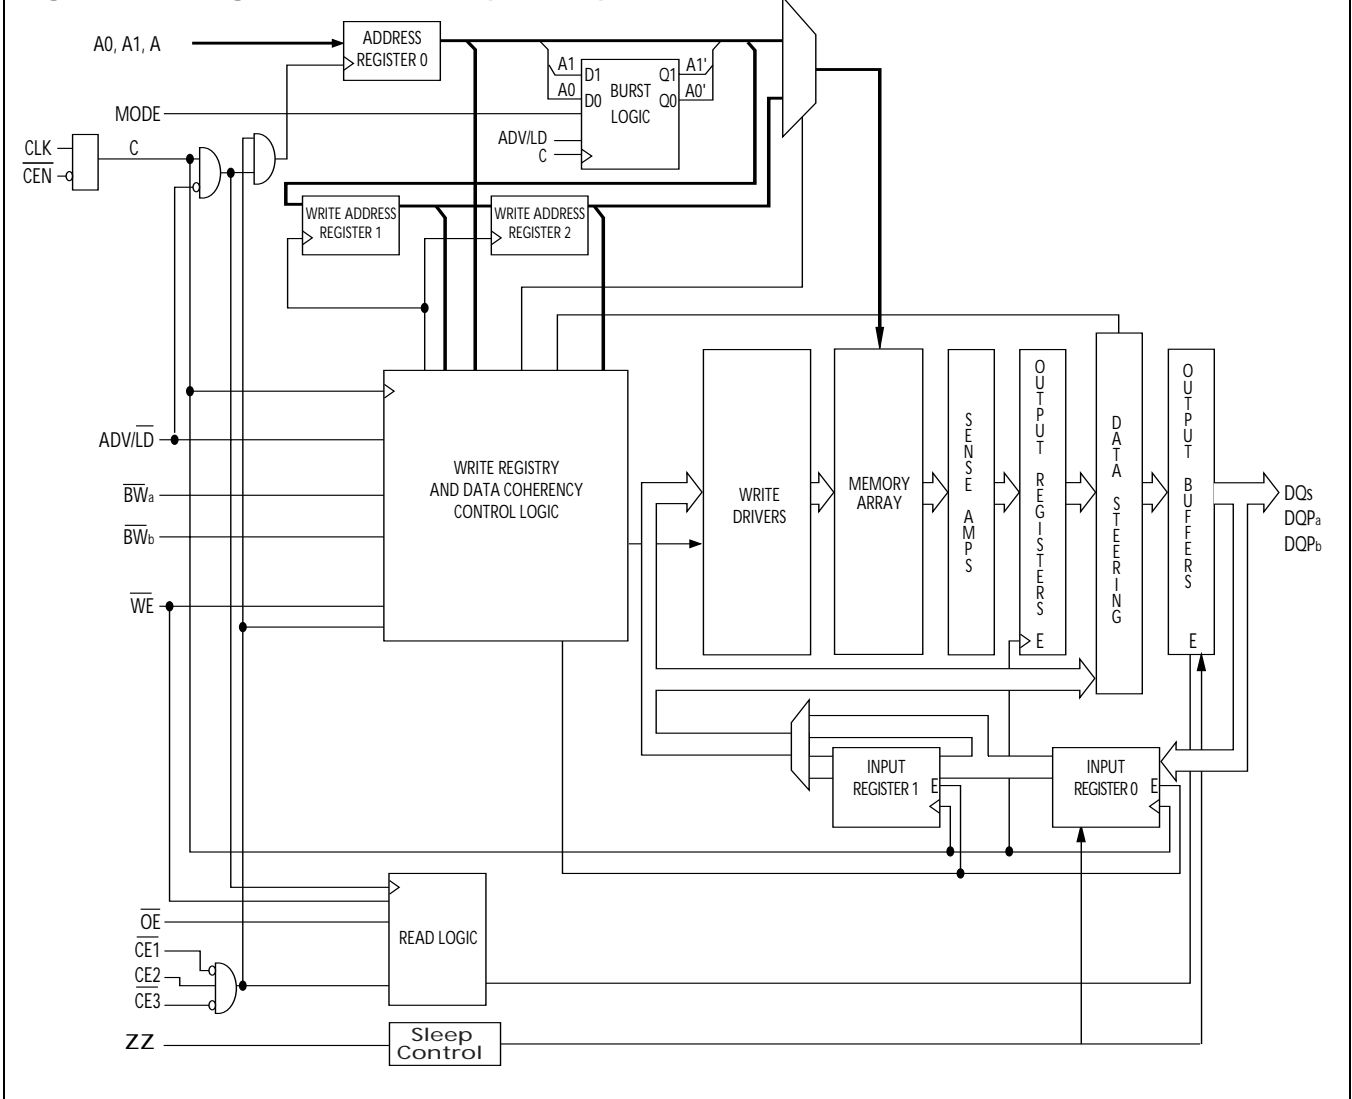 A0, A1, A
ADDRESS
REGISTER 0
MODE
A1
A0
D1
D0
BURST
LOGIC
Q1
Q0
A1'
A0'
ADV/LD
C
CLK
CEN
C
WRITE ADDRESS
REGISTER 1
WRITE ADDRESS
REGISTER 2
ADV/LD
BWa
BWb
WE
WRITE REGISTRY
AND DATA COHERENCY
CONTROL LOGIC
WRITE
DRIVERS
MEMORY
ARRAY
SENSE AMPS
OUTPUT REGISTERS
E
DATA STEERING
OUTPUT BUFFERS
E
DQs
DQPa
DQPb
INPUT
REGISTER 1
E
INPUT
REGISTER 0
E
OE
CE1
CE2
CE3
READ LOGIC
ZZ
Sleep
Control